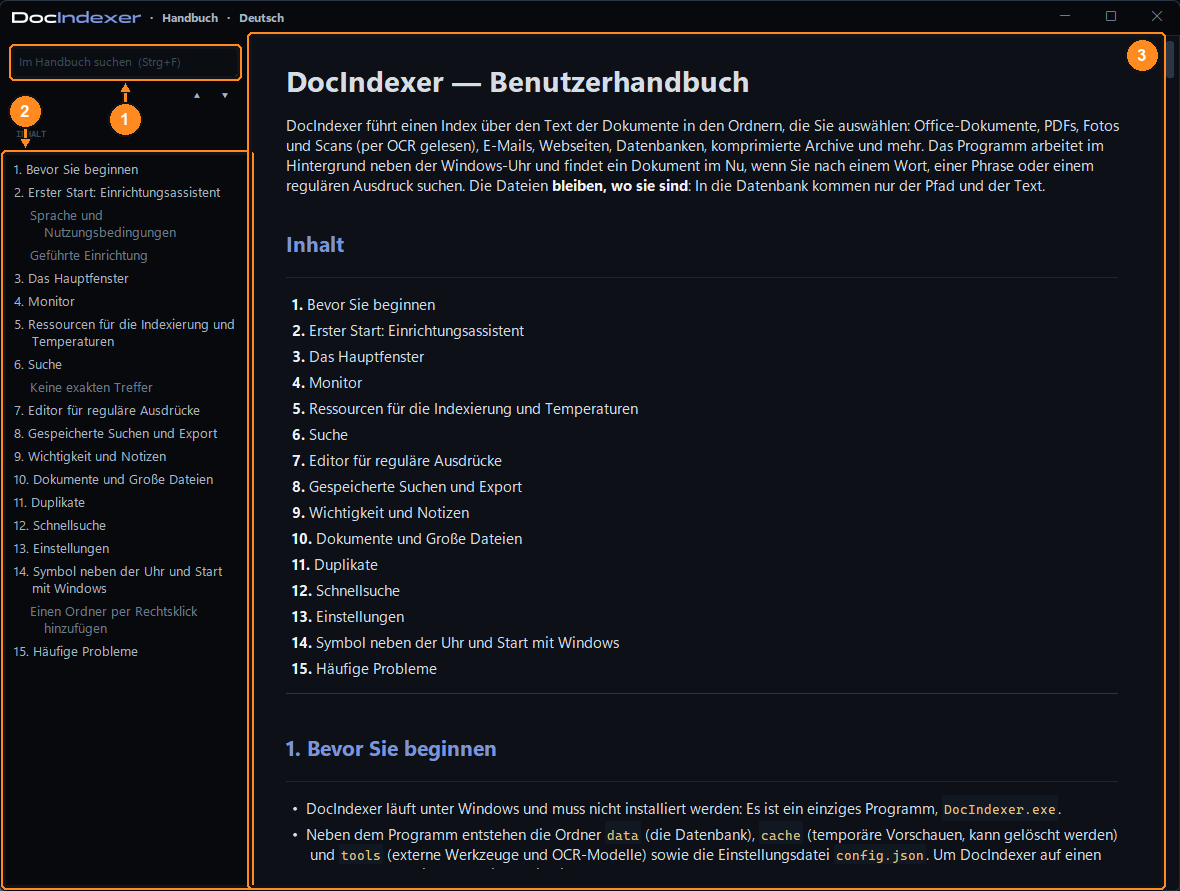 DocIndexer · Handbuch · Deutsch
Im Handbuch suchen (Strg+F)
1
2
3
1. Bevor Sie beginnen
2. Erster Start: Einrichtungsassistent
Sprache und
Nutzungsbedingungen
Geführte Einrichtung
3. Das Hauptfenster
4. Monitor
5. Ressourcen für die Indexierung und
Temperaturen
6. Suche
Keine exakten Treffer
7. Editor für reguläre Ausdrücke
8. Gespeicherte Suchen und Export
9. Wichtigkeit und Notizen
10. Dokumente und Große Dateien
11. Duplikate
12. Schnellsuche
13. Einstellungen
14. Symbol neben der Uhr und Start
mit Windows
Einen Ordner per Rechtsklick
hinzufügen
15. Häufige Probleme
DocIndexer — Benutzerhandbuch
DocIndexer führt einen Index über den Text der Dokumente in den Ordnern, die Sie auswählen: Office-Dokumente, PDFs, Fotos
und Scans (per OCR gelesen), E-Mails, Webseiten, Datenbanken, komprimierte Archive und mehr. Das Programm arbeitet im
Hintergrund neben der Windows-Uhr und findet ein Dokument im Nu, wenn Sie nach einem Wort, einer Phrase oder einem
regulären Ausdruck suchen. Die Dateien bleiben, wo sie sind: In die Datenbank kommen nur der Pfad und der Text.
Inhalt
1. Bevor Sie beginnen
2. Erster Start: Einrichtungsassistent
3. Das Hauptfenster
4. Monitor
5. Ressourcen für die Indexierung und Temperaturen
6. Suche
7. Editor für reguläre Ausdrücke
8. Gespeicherte Suchen und Export
9. Wichtigkeit und Notizen
10. Dokumente und Große Dateien
11. Duplikate
12. Schnellsuche
13. Einstellungen
14. Symbol neben der Uhr und Start mit Windows
15. Häufige Probleme
1. Bevor Sie beginnen
• DocIndexer läuft unter Windows und muss nicht installiert werden: Es ist ein einziges Programm, DocIndexer.exe.
• Neben dem Programm entstehen die Ordner data (die Datenbank), cache (temporäre Vorschauen, kann gelöscht werden)
und tools (externe Werkzeuge und OCR-Modelle) sowie die Einstellungsdatei config.json. Um DocIndexer auf einen